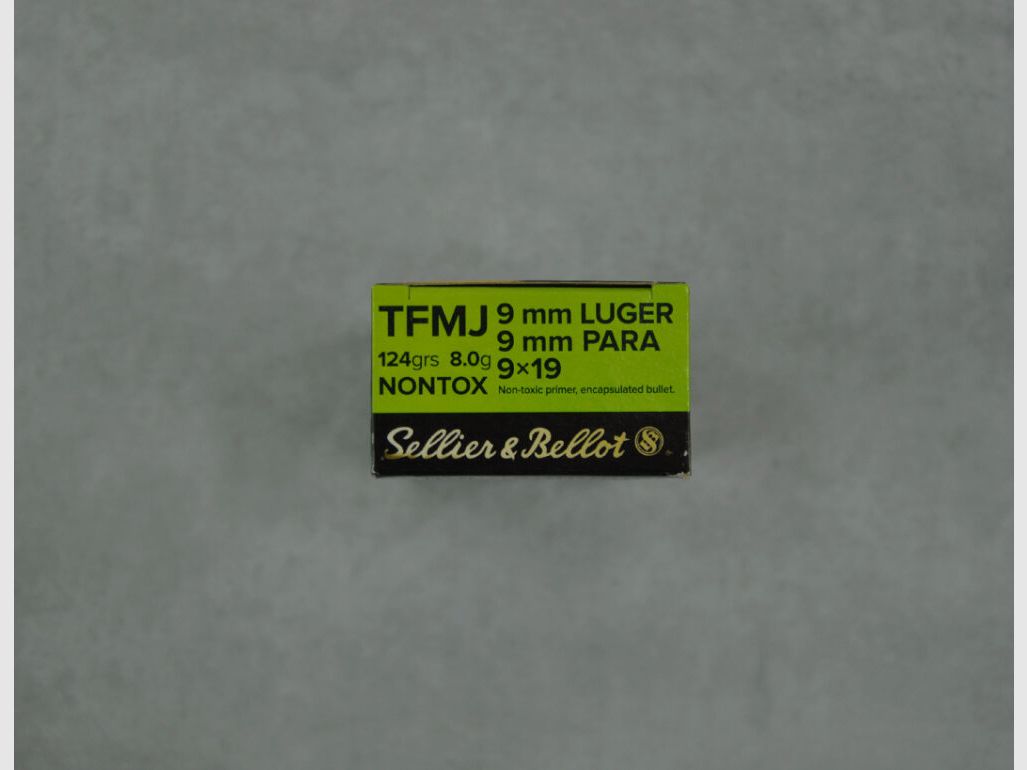 TFMJ
124grs 8.0g
NONTOX
9 mm LUGER
9 mm PARA
9×19
Non-toxic primer, encapsulated bullet.
Sellier & Bellot